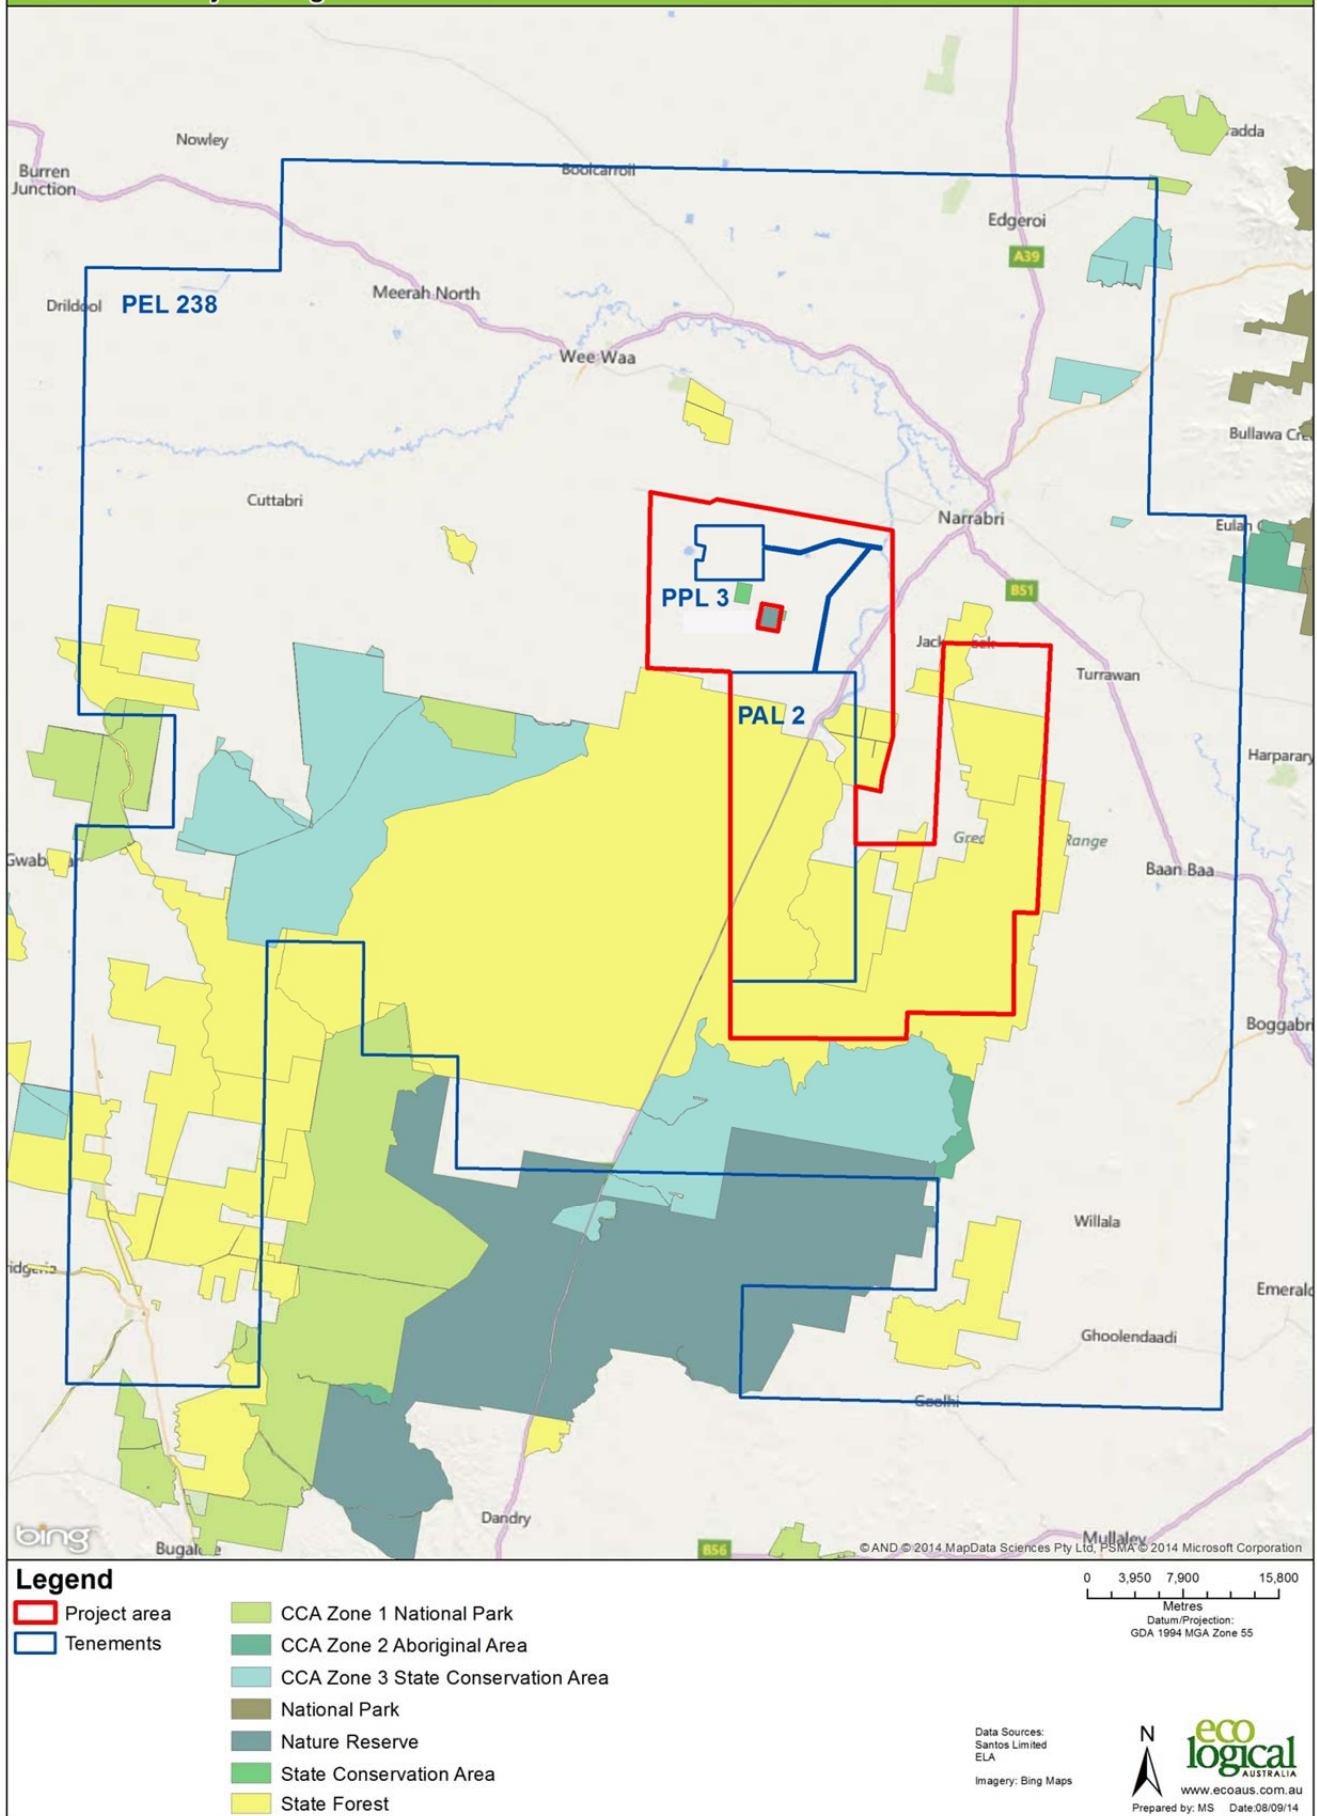 Nowley
Burren
Junction
Boolcarroll
Edgeroi
A39
Drildool
PEL 238
Meerah North
Wee Waa
Cuttabri
Narrabri
B51
PPL 3
PAL 2
Turrawan
Harparary
Range
Baan Baa
Boggabri
Willala
Ghoolendaadi
Goolhi
Dandry
B56
Mullaley
bing
© AND © 2014 MapData Sciences Pty Ltd, PSMA © 2014 Microsoft Corporation
Legend
Project area
Tenements
CCA Zone 1 National Park
CCA Zone 2 Aboriginal Area
CCA Zone 3 State Conservation Area
National Park
Nature Reserve
State Conservation Area
State Forest
0 3,950 7,900 15,800
Metres
Datum/Projection:
GDA 1994 MGA Zone 55
Data Sources:
Santos Limited
ELA
Imagery: Bing Maps
N
eco
logical
AUSTRALIA
www.ecoaus.com.au
Prepared by: MS Date:08/09/14